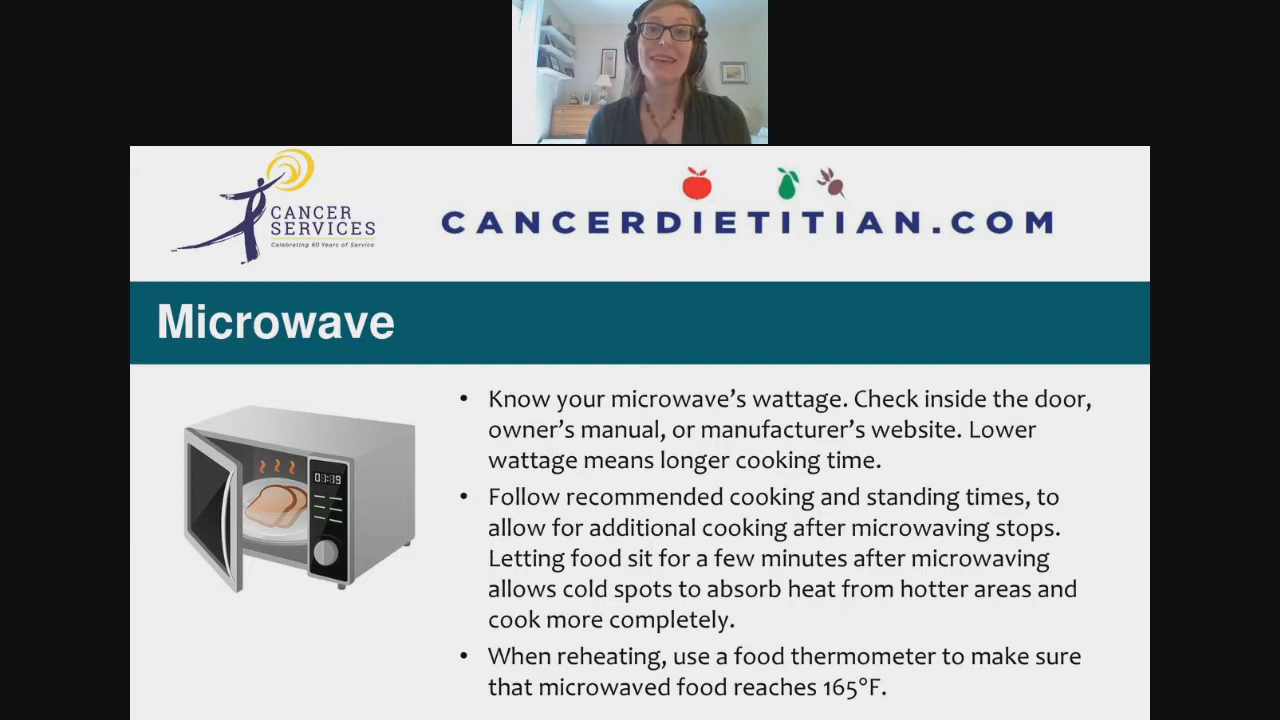 CANCER
SERVICES
Celebrating 60 Years of Service
CANCERDIETITIAN.COM
Microwave
01:19
• Know your microwave’s wattage. Check inside the door,
owner’s manual, or manufacturer’s website. Lower
wattage means longer cooking time.
• Follow recommended cooking and standing times, to
allow for additional cooking after microwaving stops.
Letting food sit for a few minutes after microwaving
allows cold spots to absorb heat from hotter areas and
cook more completely.
• When reheating, use a food thermometer to make sure
that microwaved food reaches 165°F.